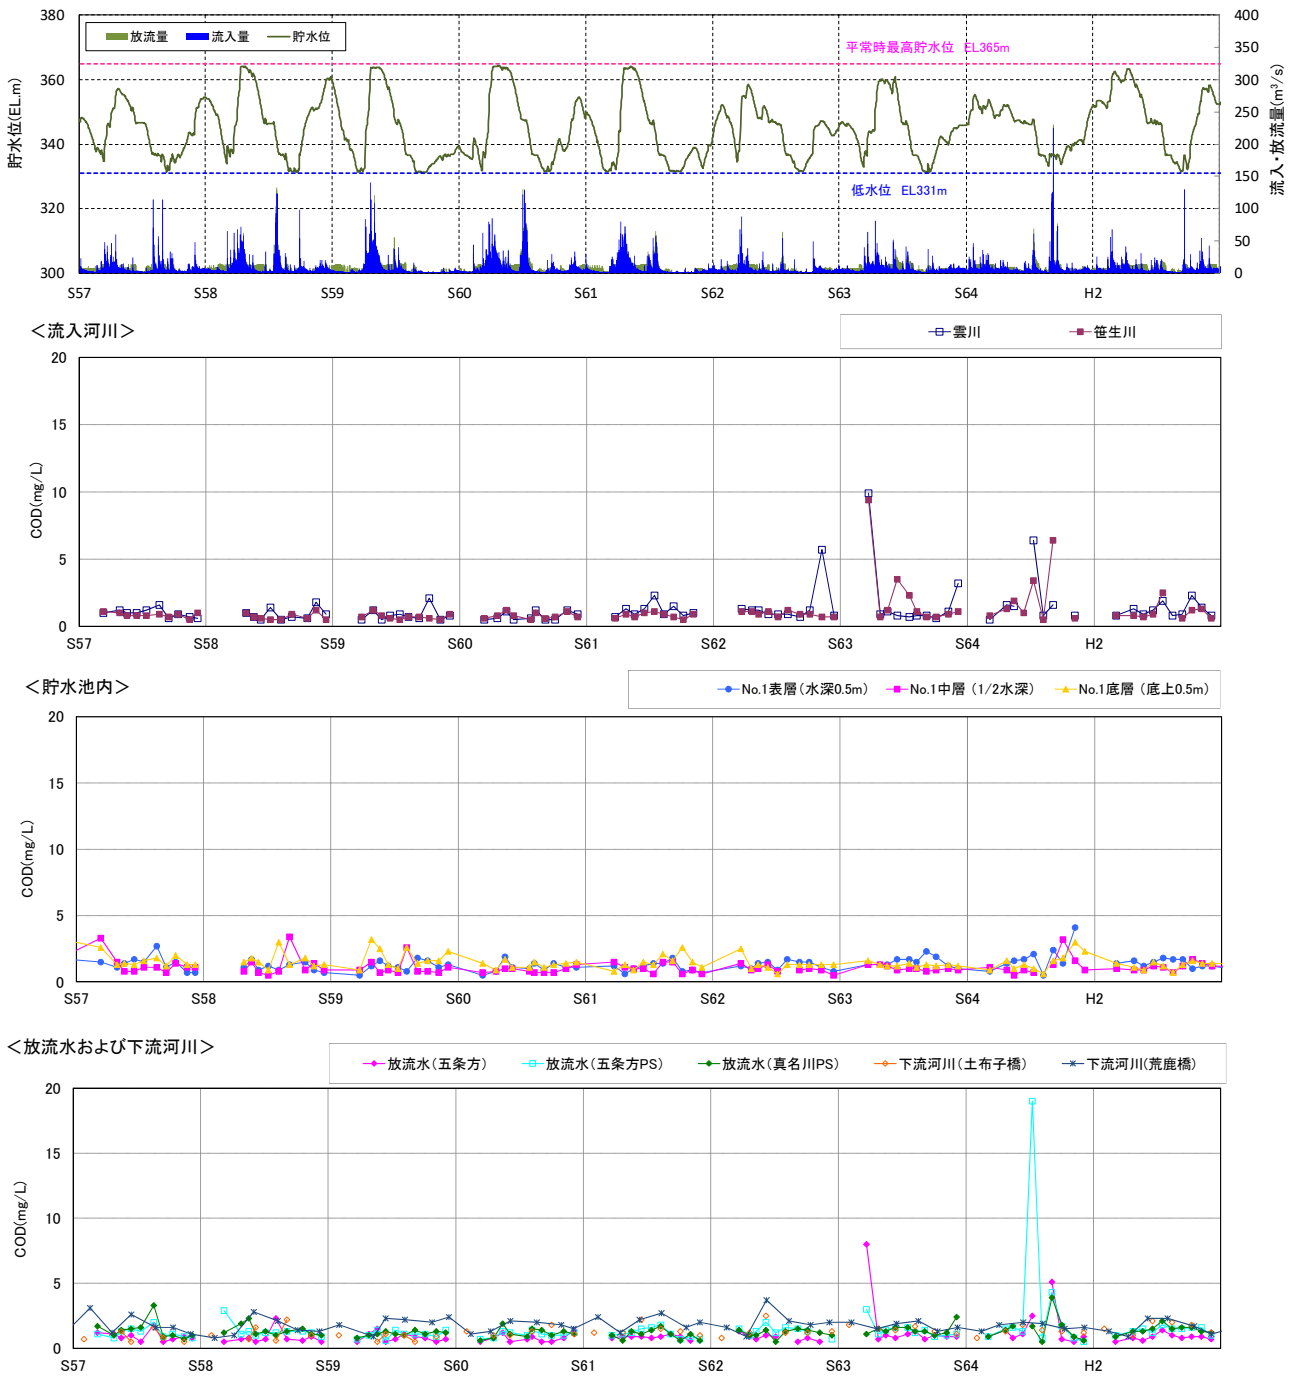 380
360
340
320
300
貯水位(EL.m)
放流量 流入量 貯水位
平常時最高貯水位 EL365m
低水位 EL331m
400
350
300
250
200
150
100
50
0
流入・放流量(m³/s)
S57 S58 S59 S60 S61 S62 S63 S64 H2
＜流入河川＞
雲川 笹生川
20
15
10
5
0
COD(mg/L)
S57 S58 S59 S60 S61 S62 S63 S64 H2
＜貯水池内＞
No.1表層（水深0.5m） No.1中層（1/2水深） No.1底層（底上0.5m）
20
15
10
5
0
COD(mg/L)
S57 S58 S59 S60 S61 S62 S63 S64 H2
＜放流水および下流河川＞
放流水（五条方） 放流水（五条方PS） 放流水（真名川PS） 下流河川（土布子橋） 下流河川（荒鹿橋）
20
15
10
5
0
COD(mg/L)
S57 S58 S59 S60 S61 S62 S63 S64 H2